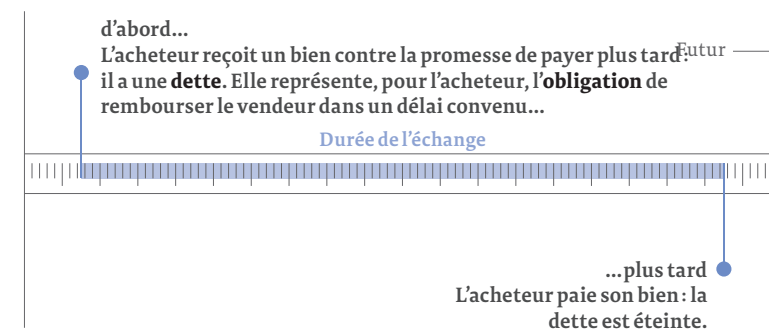 d’abord...
L’acheteur reçoit un bien contre la promesse de payer plus tard :
Futur
il a une dette. Elle représente, pour l’acheteur, l’obligation de
rembourser le vendeur dans un délai convenu...
Durée de l’échange
...plus tard
L’acheteur paie son bien : la
dette est éteinte.